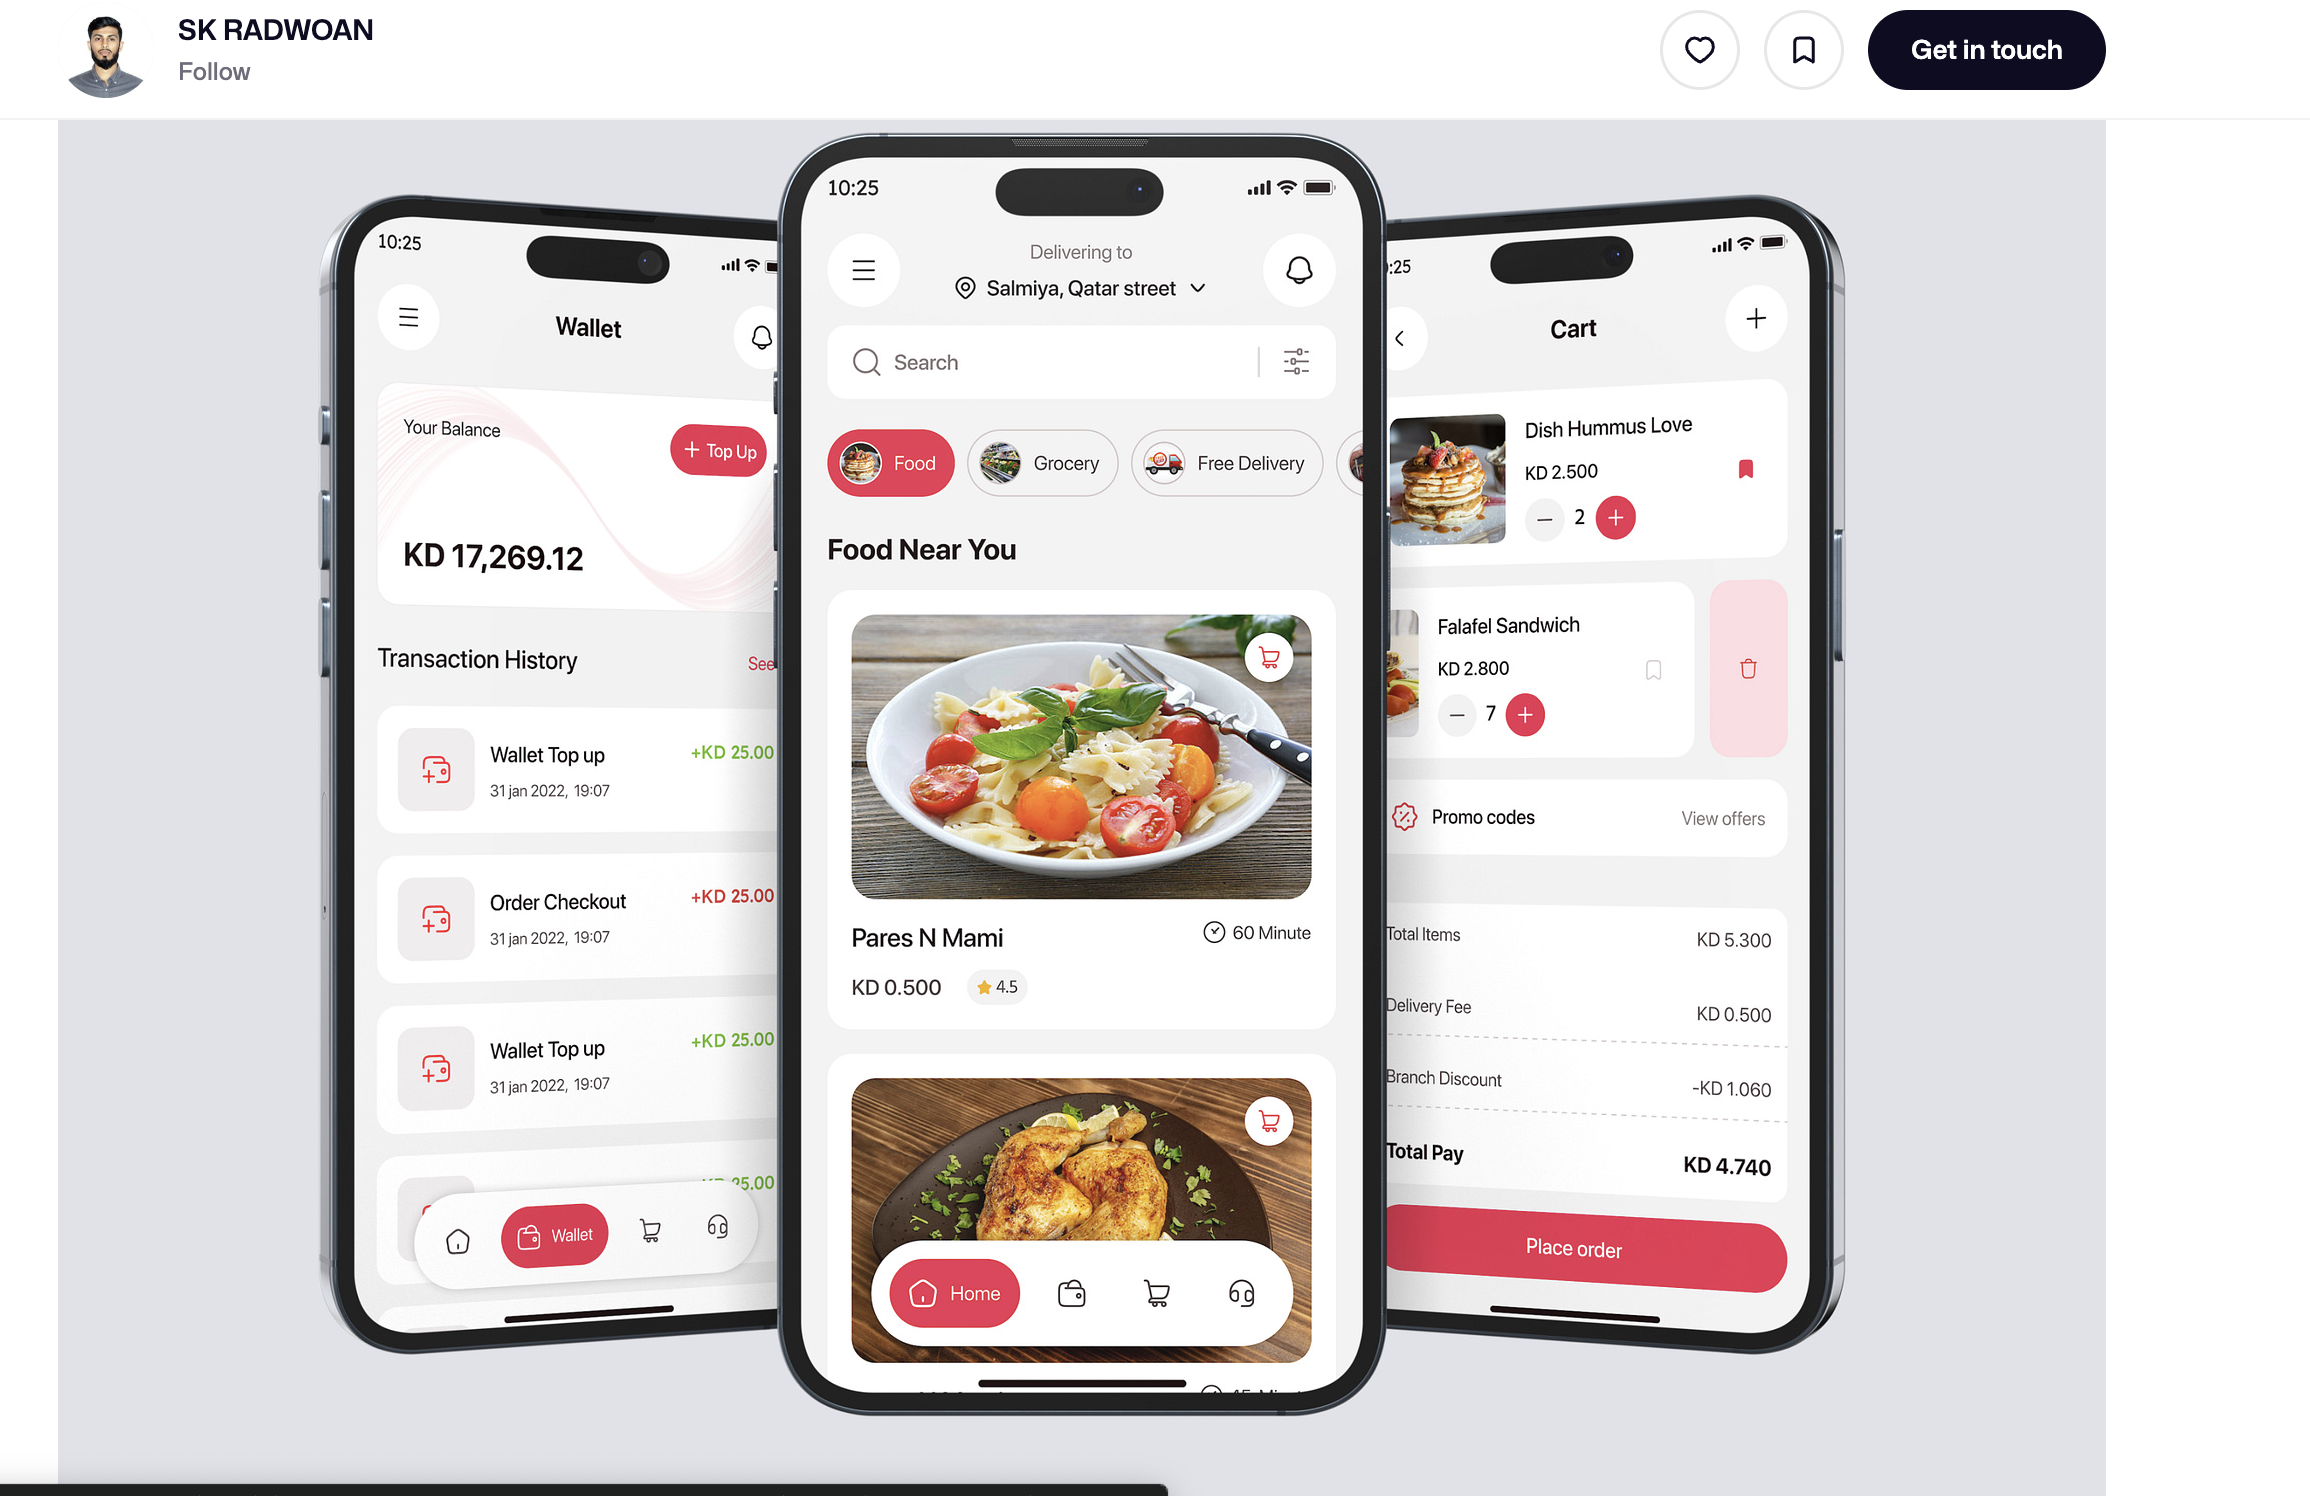 SK RADWOAN
Follow
Get in touch
10:25
Wallet
Your Balance
Top Up
KD 17,269.12
Transaction History
See
Wallet Top up
+KD 25.00
31 jan 2022, 19:07
Order Checkout
+KD 25.00
31 jan 2022, 19:07
Wallet Top up
+KD 25.00
31 jan 2022, 19:07
25.00
Wallet
10:25
Delivering to
Salmiya, Qatar street
Search
Food
Grocery
Free Delivery
Food Near You
Pares N Mami
60 Minute
KD 0.500
4.5
Home
:25
Cart
Dish Hummus Love
KD 2.500
2
Falafel Sandwich
KD 2.800
7
Promo codes
View offers
Total Items
KD 5.300
Delivery Fee
KD 0.500
Branch Discount
-KD 1.060
Total Pay
KD 4.740
Place order